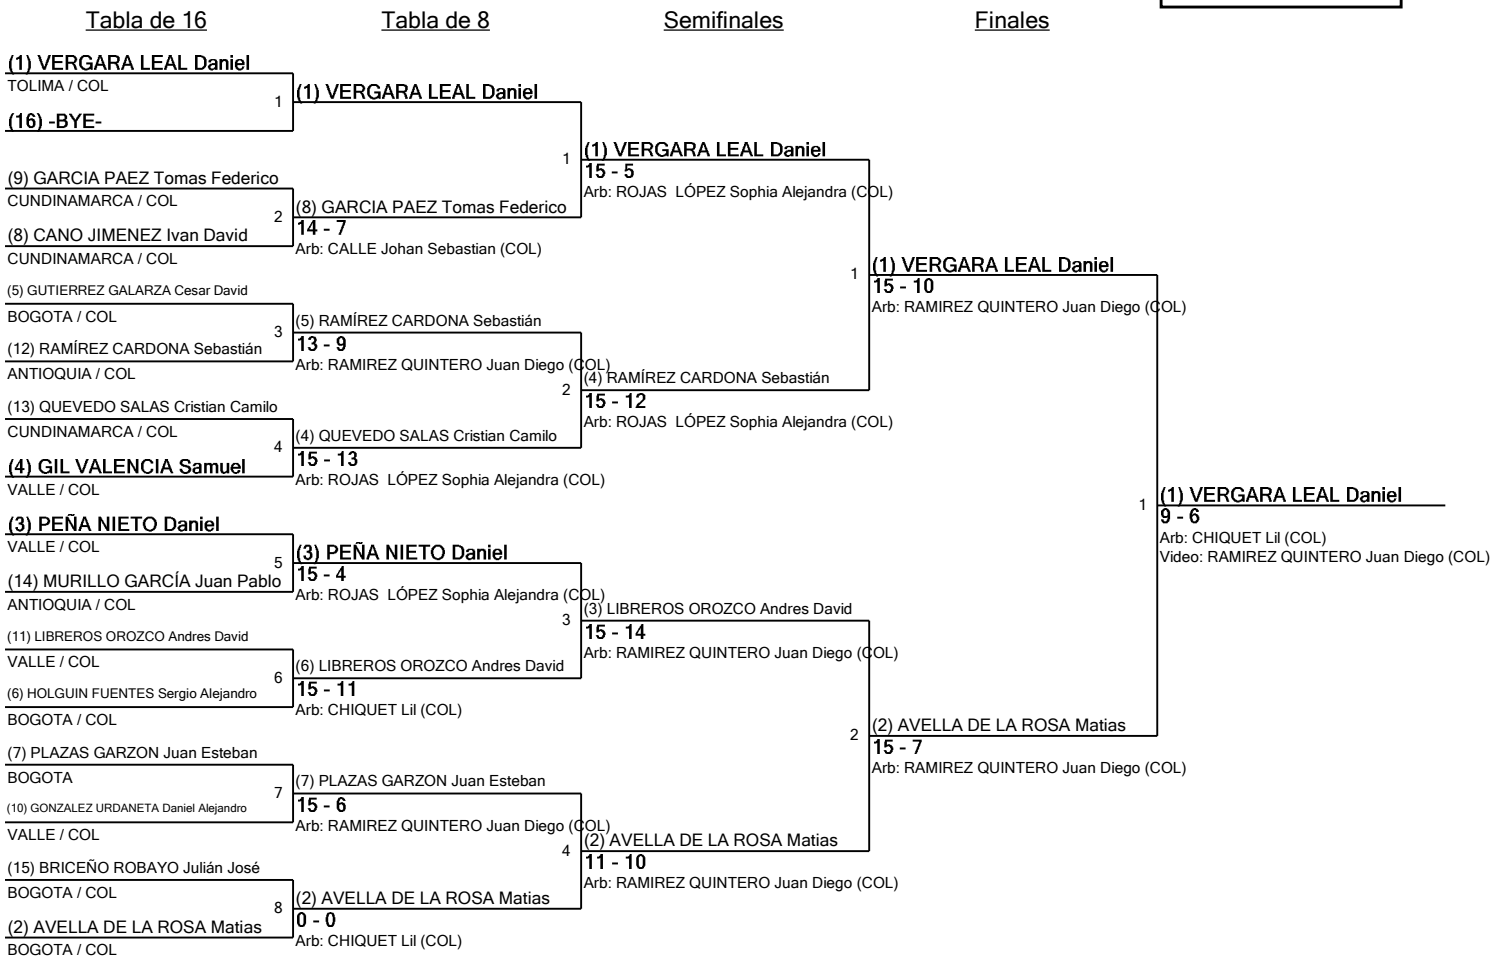 Tabla de 16
Tabla de 8
Semifinales
Finales
(1) VERGARA LEAL Daniel
TOLIMA / COL
1
(16) -BYE-
(9) GARCIA PAEZ Tomas Federico
CUNDINAMARCA / COL
2
(8) CANO JIMENEZ Ivan David
CUNDINAMARCA / COL
(5) GUTIERREZ GALARZA Cesar David
BOGOTA / COL
3
(12) RAMÍREZ CARDONA Sebastián
ANTIOQUIA / COL
(13) QUEVEDO SALAS Cristian Camilo
CUNDINAMARCA / COL
4
(4) GIL VALENCIA Samuel
VALLE / COL
(3) PEÑA NIETO Daniel
VALLE / COL
5
(14) MURILLO GARCÍA Juan Pablo
ANTIOQUIA / COL
(11) LIBREROS OROZCO Andres David
VALLE / COL
6
(6) HOLGUIN FUENTES Sergio Alejandro
BOGOTA / COL
(7) PLAZAS GARZON Juan Esteban
BOGOTA
7
(10) GONZALEZ URDANETA Daniel Alejandro
VALLE / COL
(15) BRICEÑO ROBAYO Julián José
BOGOTA / COL
8
(2) AVELLA DE LA ROSA Matias
BOGOTA / COL
(1) VERGARA LEAL Daniel
1
(8) GARCIA PAEZ Tomas Federico
14 - 7
Arb: CALLE Johan Sebastian (COL)
(5) RAMÍREZ CARDONA Sebastián
13 - 9
Arb: RAMIREZ QUINTERO Juan Diego (COL)
2
(4) QUEVEDO SALAS Cristian Camilo
15 - 13
Arb: ROJAS  LÓPEZ Sophia Alejandra (COL)
(3) PEÑA NIETO Daniel
15 - 4
Arb: ROJAS  LÓPEZ Sophia Alejandra (COL)
3
(6) LIBREROS OROZCO Andres David
15 - 11
Arb: CHIQUET Lil (COL)
(7) PLAZAS GARZON Juan Esteban
15 - 6
Arb: RAMIREZ QUINTERO Juan Diego (COL)
4
(2) AVELLA DE LA ROSA Matias
0 - 0
Arb: CHIQUET Lil (COL)
(1) VERGARA LEAL Daniel
15 - 5
Arb: ROJAS  LÓPEZ Sophia Alejandra (COL)
1
(4) RAMÍREZ CARDONA Sebastián
15 - 12
Arb: ROJAS  LÓPEZ Sophia Alejandra (COL)
(3) LIBREROS OROZCO Andres David
15 - 14
Arb: RAMIREZ QUINTERO Juan Diego (COL)
2
(2) AVELLA DE LA ROSA Matias
11 - 10
Arb: RAMIREZ QUINTERO Juan Diego (COL)
(1) VERGARA LEAL Daniel
15 - 10
Arb: RAMIREZ QUINTERO Juan Diego (COL)
1
(2) AVELLA DE LA ROSA Matias
15 - 7
Arb: RAMIREZ QUINTERO Juan Diego (COL)
(1) VERGARA LEAL Daniel
9 - 6
Arb: CHIQUET Lil (COL)
Video: RAMIREZ QUINTERO Juan Diego (COL)